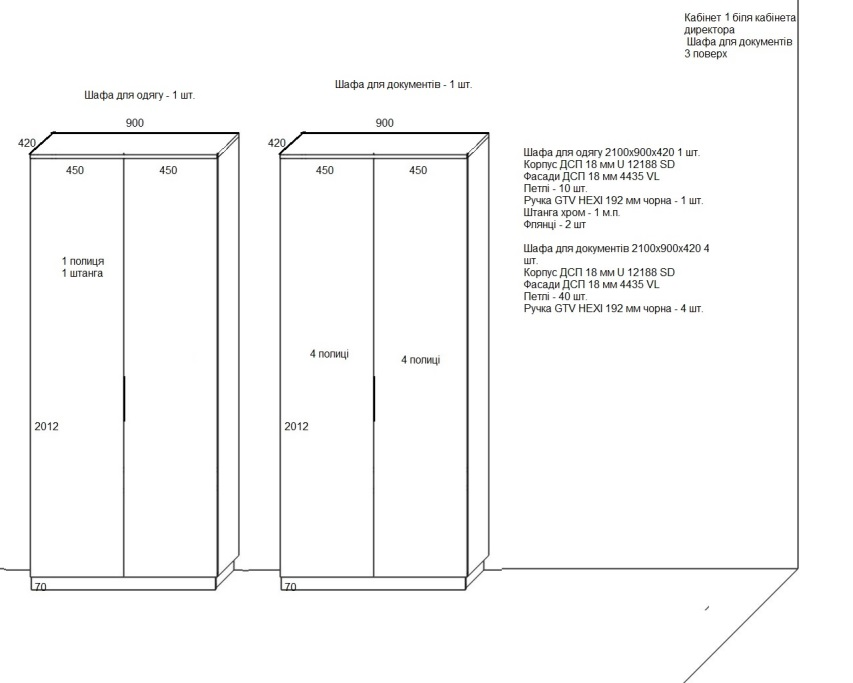 Кабінет 1 біля кабінета
директора
Шафа для документів
3 поверх
Шафа для одягу - 1 шт.
Шафа для документів - 1 шт.
900
900
420
420
450
450
450
450
Шафа для одягу 2100х900х420 1 шт.
Корпус ДСП 18 мм U 12188 SD
Фасади ДСП 18 мм 4435 VL
Петлі - 10 шт.
Ручка GTV HEXI 192 мм чорна - 1 шт.
Штанга хром - 1 м.п.
Флянці - 2 шт
Шафа для документів 2100х900х420 4
шт.
Корпус ДСП 18 мм U 12188 SD
Фасади ДСП 18 мм 4435 VL
Петлі - 40 шт.
Ручка GTV HEXI 192 мм чорна - 4 шт.
1 полиця
1 штанга
4 полиці
4 полиці
2012
2012
70
70